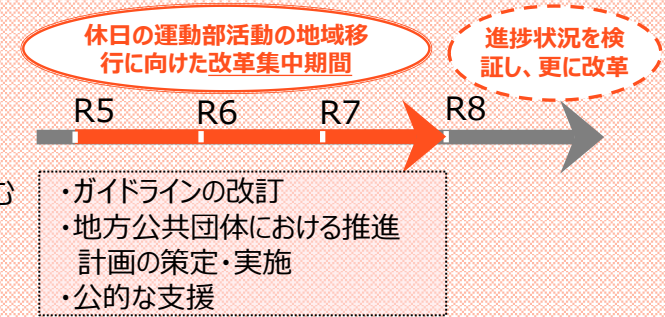 休日の運動部活動の地域移
行に向けた改革集中期間
進捗状況を検
証し、更に改革
R5 R6 R7 R8
む
・ガイドラインの改訂
・地方公共団体における推進
計画の策定・実施
・公的な支援